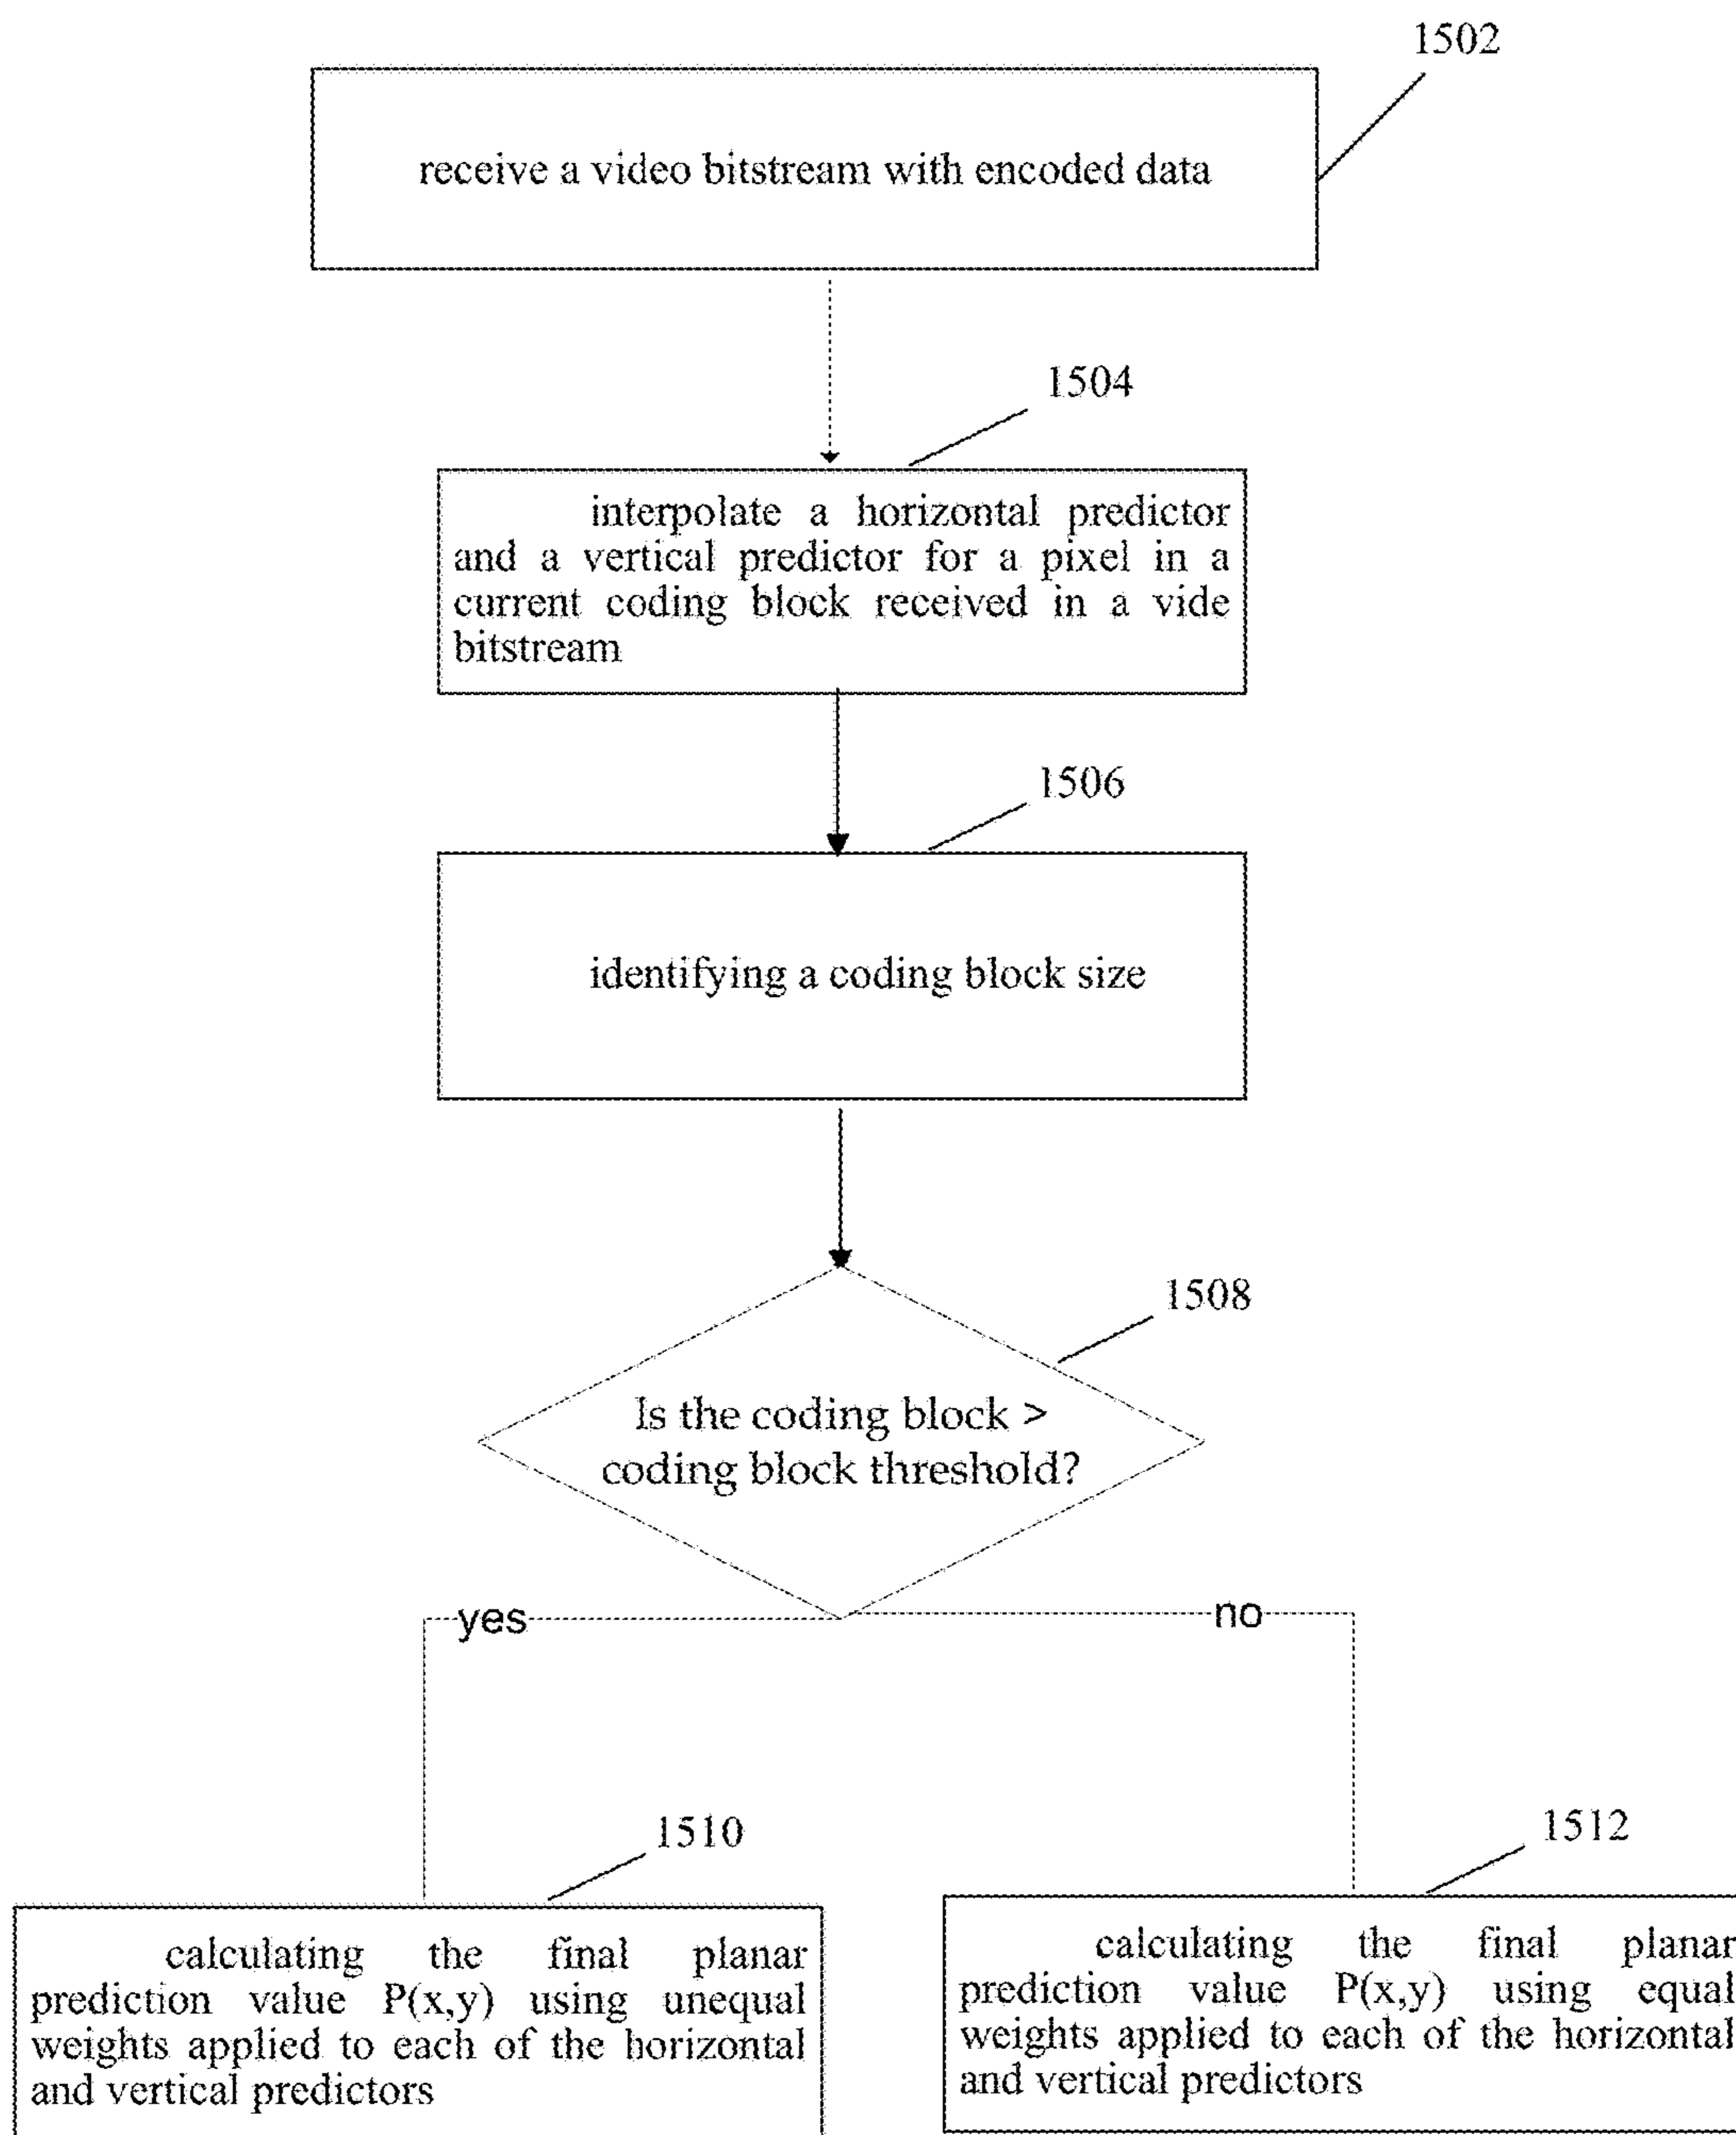 1502
receive a video bitstream with encoded data
1504
interpolate a horizontal predictor
and a vertical predictor for a pixel in a
current coding block received in a vide
bitstream
1506
identifying a coding block size
1508
Is the coding block >
coding block threshold?
yes
no
1510
calculating the final planar
prediction value P(x,y) using unequal
weights applied to each of the horizontal
and vertical predictors
1512
calculating the final planar
prediction value P(x,y) using equal
weights applied to each of the horizontal
and vertical predictors